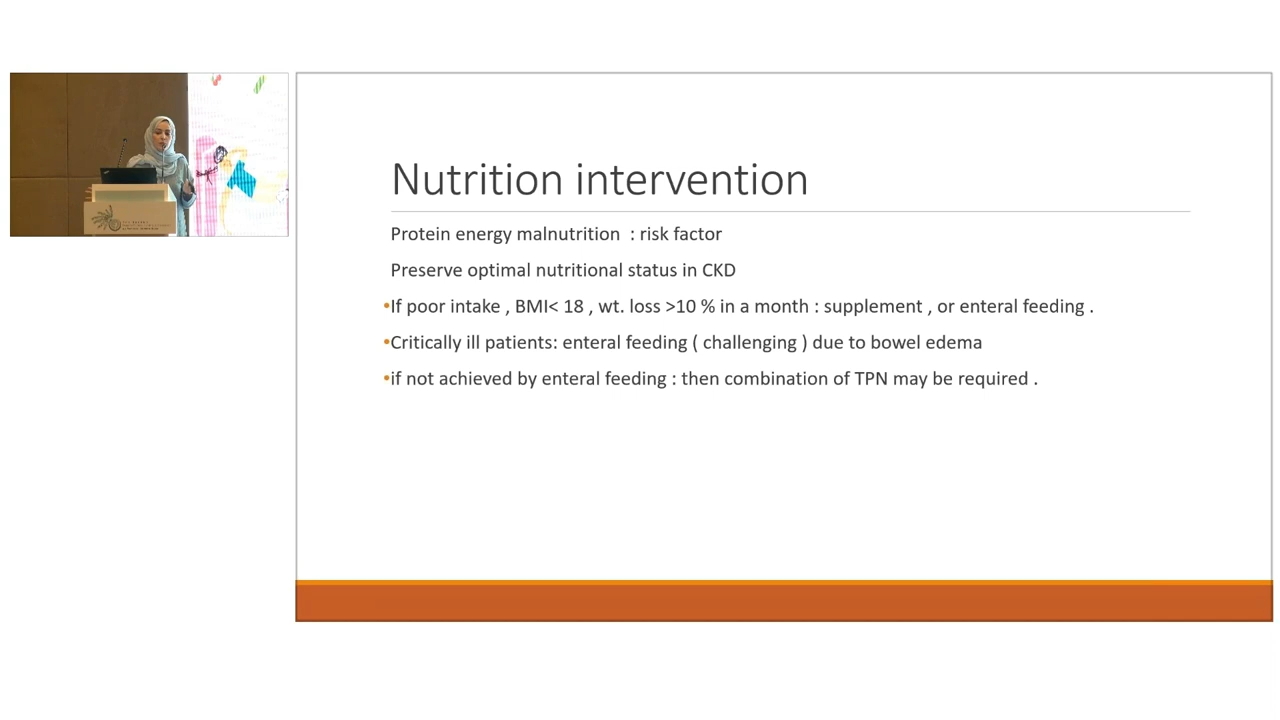 Nutrition intervention
Protein energy malnutrition  : risk factor
Preserve optimal nutritional status in CKD
•If poor intake , BMI< 18 , wt. loss >10 % in a month : supplement , or enteral feeding .
•Critically ill patients: enteral feeding ( challenging ) due to bowel edema
•if not achieved by enteral feeding : then combination of TPN may be required .